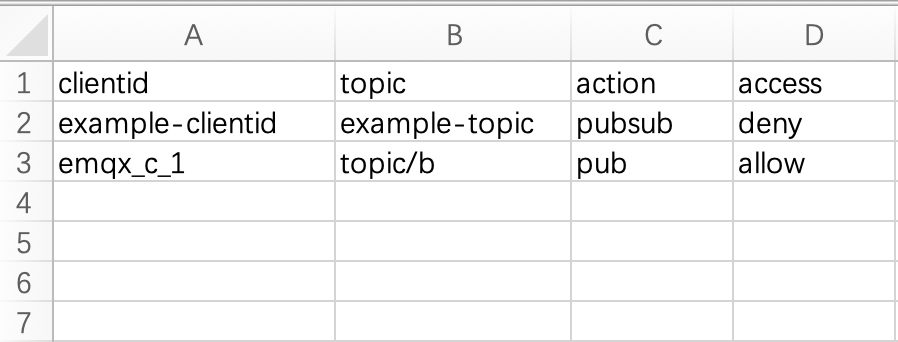 A B C D
1 clientid topic action access
2 example-clientid example-topic pubsub deny
3 emqx_c_1 topic/b pub allow
4
5
6
7